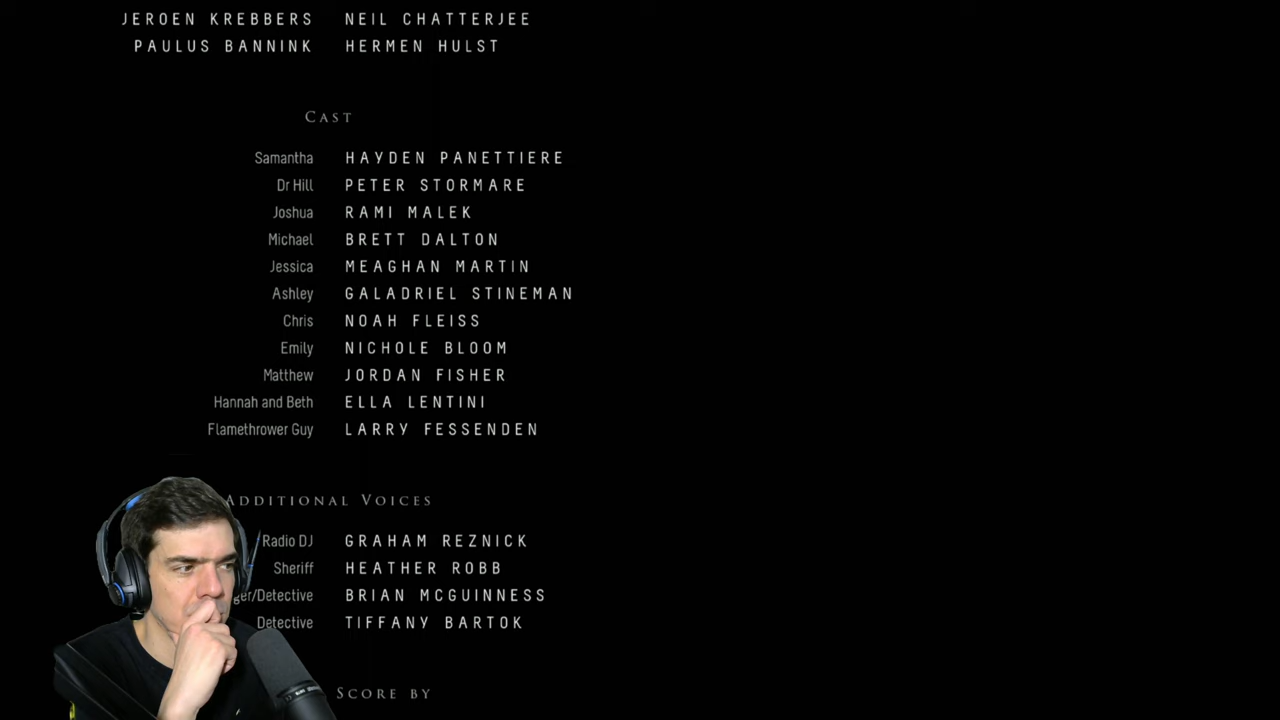 JEROEN KREBBERS NEIL CHATTERJEE
PAULUS BANNINK HERMEN HULST
CAST
Samantha HAYDEN PANETTIERE
Dr Hill PETER STORMARE
Joshua RAMI MALEK
Michael BRETT DALTON
Jessica MEAGHAN MARTIN
Ashley GALADRIEL STINEMAN
Chris NOAH FLEISS
Emily NICHOLE BLOOM
Matthew JORDAN FISHER
Hannah and Beth ELLA LENTINI
Flamethrower Guy LARRY FESSENDEN
ADDITIONAL VOICES
Radio DJ GRAHAM REZNICK
Sheriff HEATHER ROBB
/Detective BRIAN MCGUINNESS
Detective TIFFANY BARTOK
SCORE BY